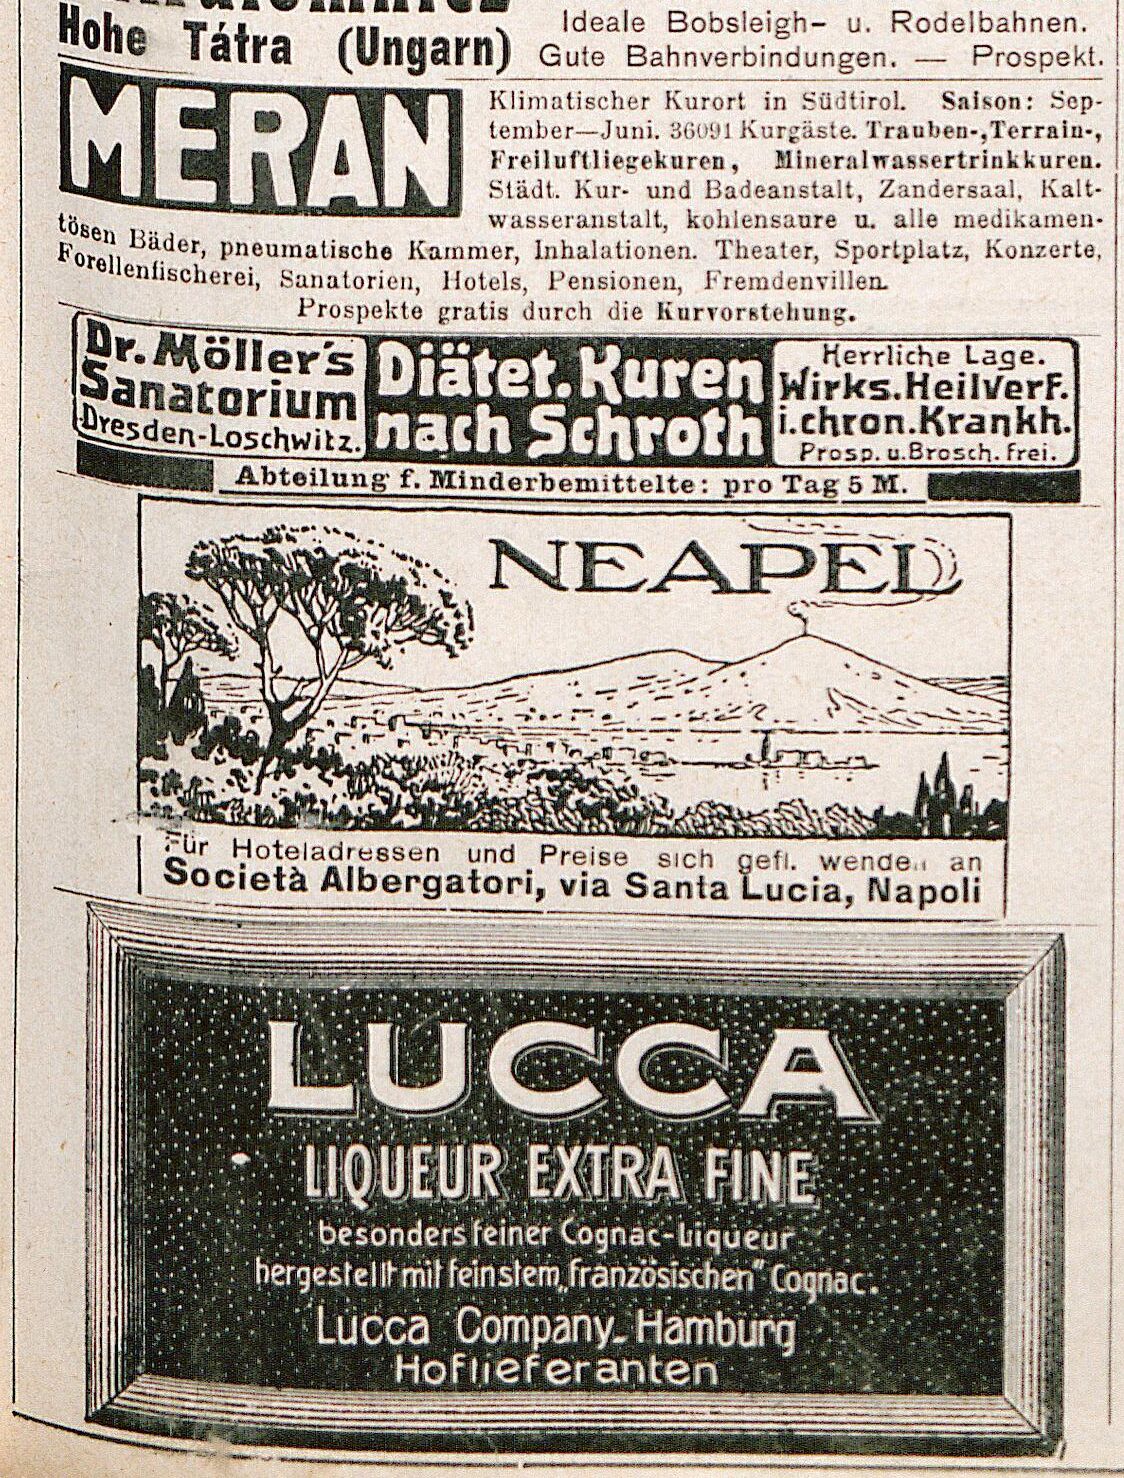 Hohe Tátra (Ungarn)
Ideale Bobsleigh- u. Rodelbahnen.
Gute Bahnverbindungen. — Prospekt.
MERAN
Klimatischer Kurort in Südtirol. Saison: Sep-
tember—Juni. 36091 Kurgäste. Trauben-, Terrain-,
Freiluftliegekuren, Mineralwassertrinkkuren.
Städt. Kur- und Badeanstalt, Zandersaal, Kalt-
wasseranstalt, kohlensaure u. alle medikamen-
tösen Bäder, pneumatische Kammer, Inhalationen. Theater, Sportplatz, Konzerte,
Forellenfischerei, Sanatorien, Hotels, Pensionen, Fremdenvillen.
Prospekte gratis durch die Kurvorstehung.
Dr. Möller's
Sanatorium
Dresden-Loschwitz.
Diätet. Kuren
nach Schroth
Herrliche Lage.
Wirks. Heilverf.
i. chron. Krankh.
Prosp. u. Brosch. frei.
Abteilung f. Minderbemittelte: pro Tag 5 M.
NEAPEL
Für Hoteladressen und Preise sich gefl. wenden an
Società Albergatori, via Santa Lucia, Napoli
LUCCA
LIQUEUR EXTRA FINE
besonders feiner Cognac-Liqueur
hergestellt mit feinstem „französischen" Cognac.
Lucca Company- Hamburg
Hoflieferanten